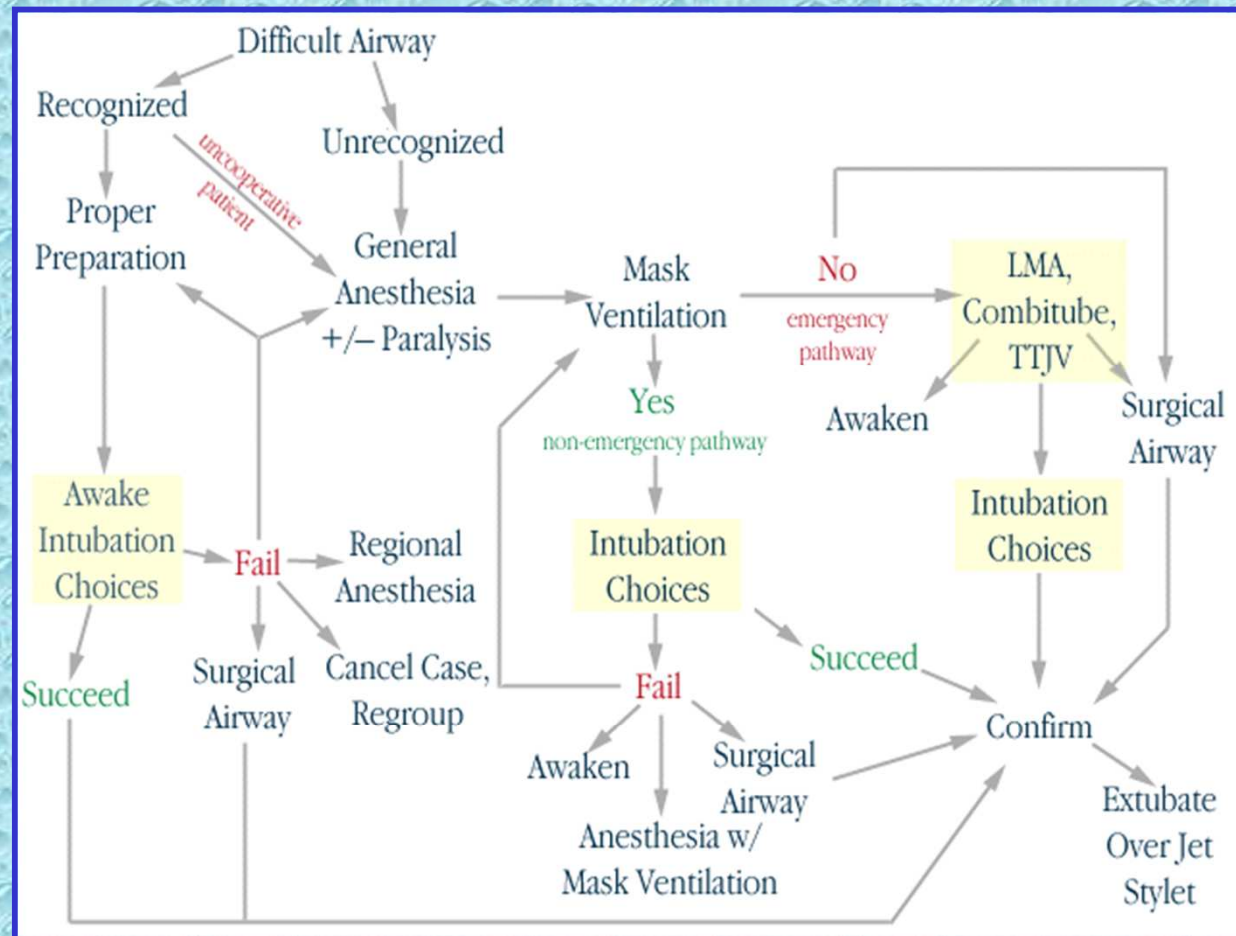 Difficult Airway
Recognized
Unrecognized
uncooperative
patient
Proper
Preparation
General
Anesthesia
+/– Paralysis
Mask
Ventilation
No
emergency
pathway
LMA,
Combitube,
TTJV
Yes
non-emergency pathway
Awaken
Surgical
Airway
Awake
Intubation
Choices
Fail
Regional
Anesthesia
Intubation
Choices
Intubation
Choices
Succeed
Surgical
Airway
Cancel Case,
Regroup
Fail
Succeed
Confirm
Awaken
Surgical
Airway
Anesthesia w/
Mask Ventilation
Extubate
Over Jet
Stylet